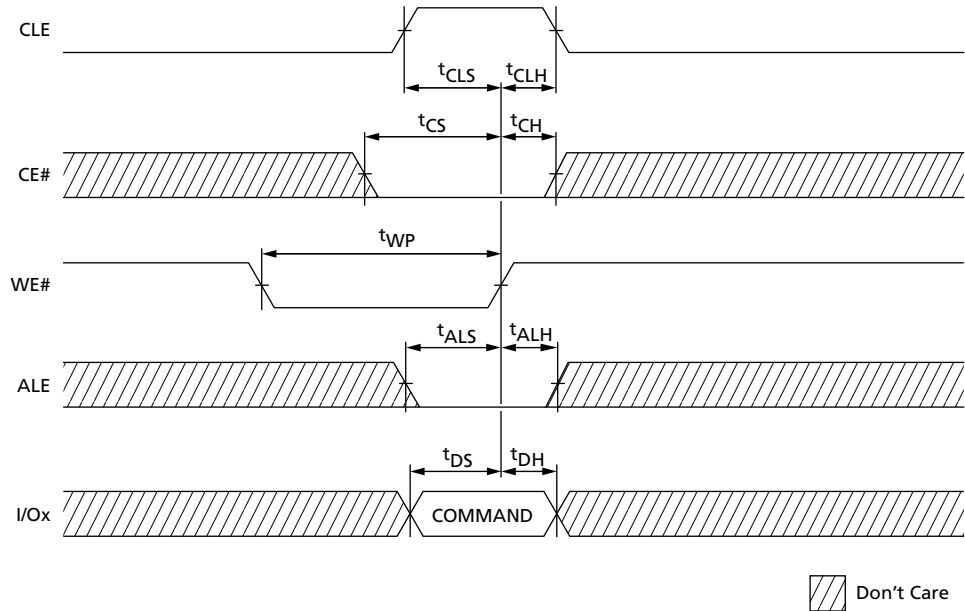 CLE
tCLS tCLH
tCS tCH
CE#
tWP
WE#
tALS tALH
ALE
tDS tDH
I/Ox COMMAND
Don't Care